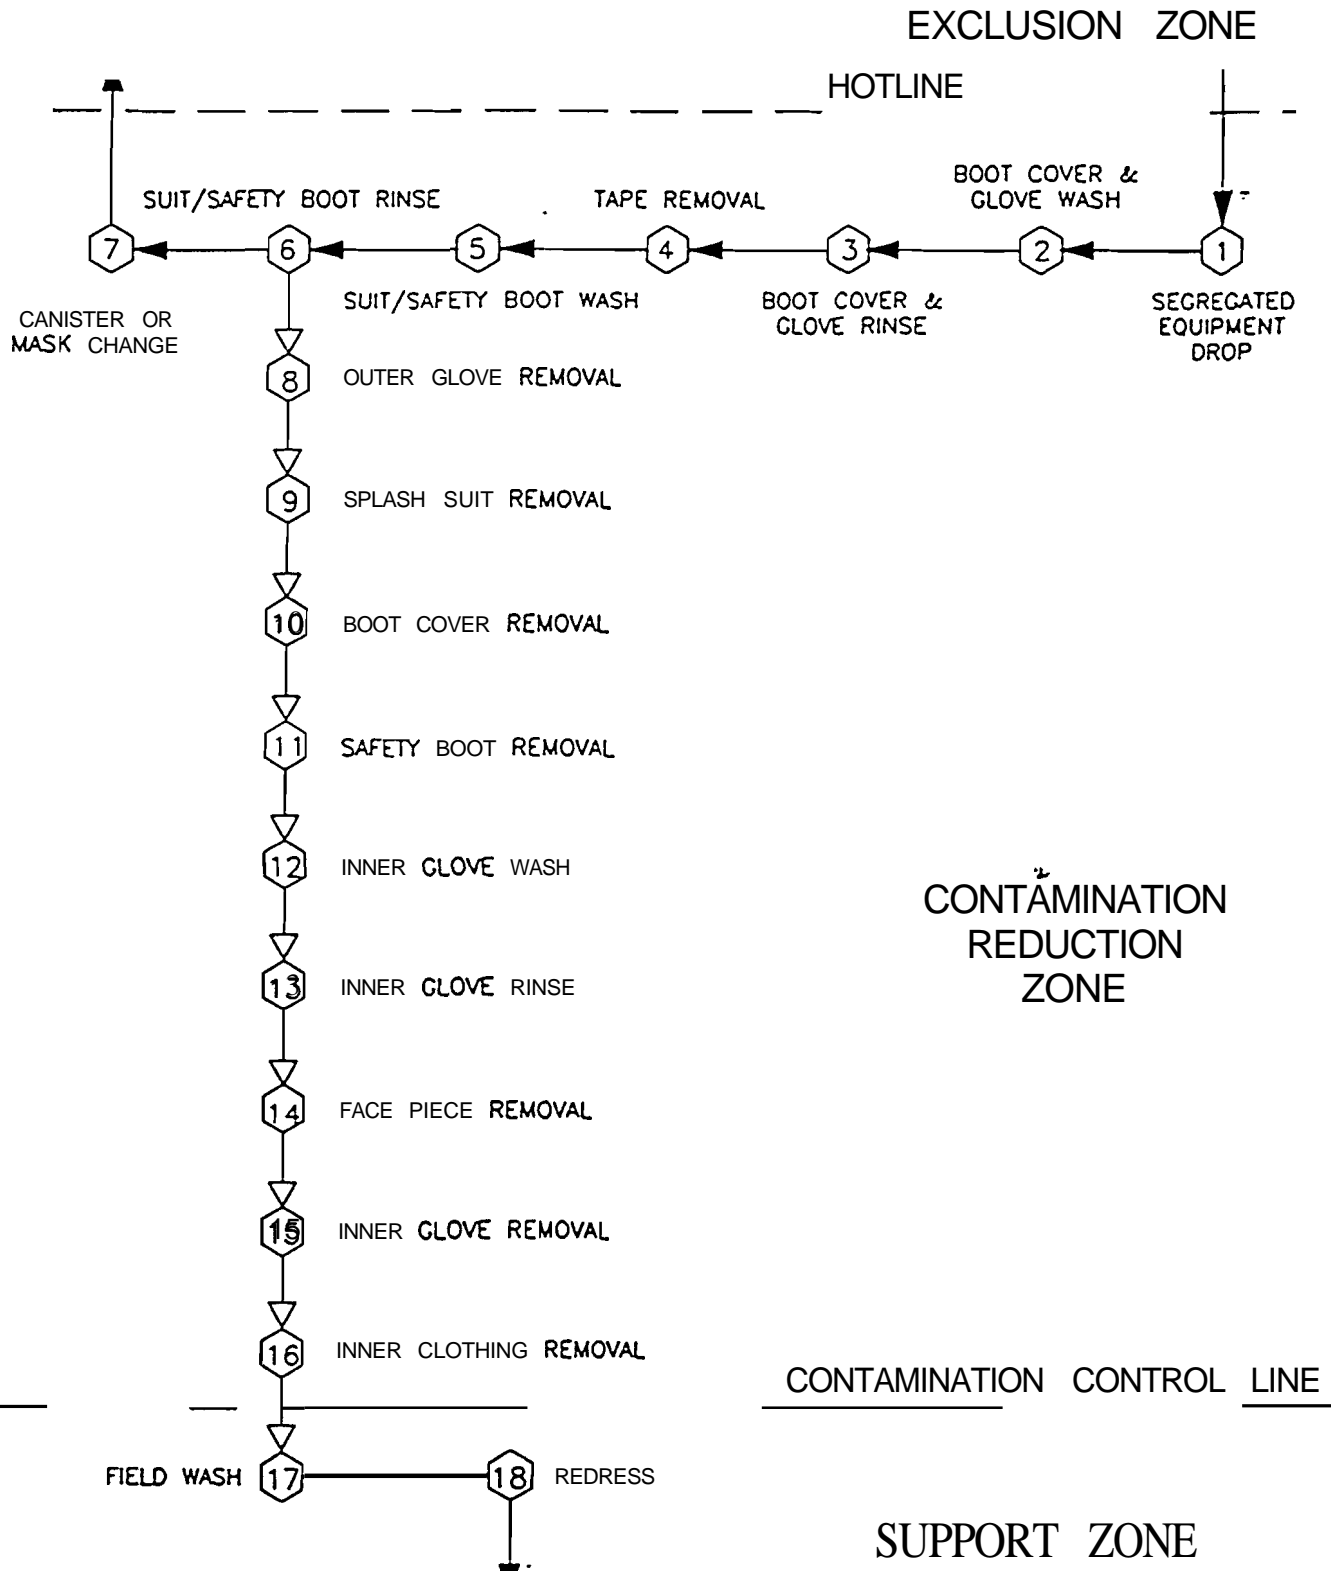 EXCLUSION ZONE
HOTLINE
BOOT COVER &
GLOVE WASH
SUIT/SAFETY BOOT RINSE
TAPE REMOVAL
7
6
5
4
3
2
1
SUIT/SAFETY BOOT WASH
BOOT COVER &
GLOVE RINSE
SEGREGATED
EQUIPMENT
DROP
CANISTER OR
MASK CHANGE
8 OUTER GLOVE REMOVAL
9 SPLASH SUIT REMOVAL
10 BOOT COVER REMOVAL
11 SAFETY BOOT REMOVAL
12 INNER GLOVE WASH
CONTAMINATION
REDUCTION
ZONE
13 INNER GLOVE RINSE
14 FACE PIECE REMOVAL
15 INNER GLOVE REMOVAL
16 INNER CLOTHING REMOVAL
CONTAMINATION CONTROL LINE
FIELD WASH 17
18 REDRESS
SUPPORT ZONE